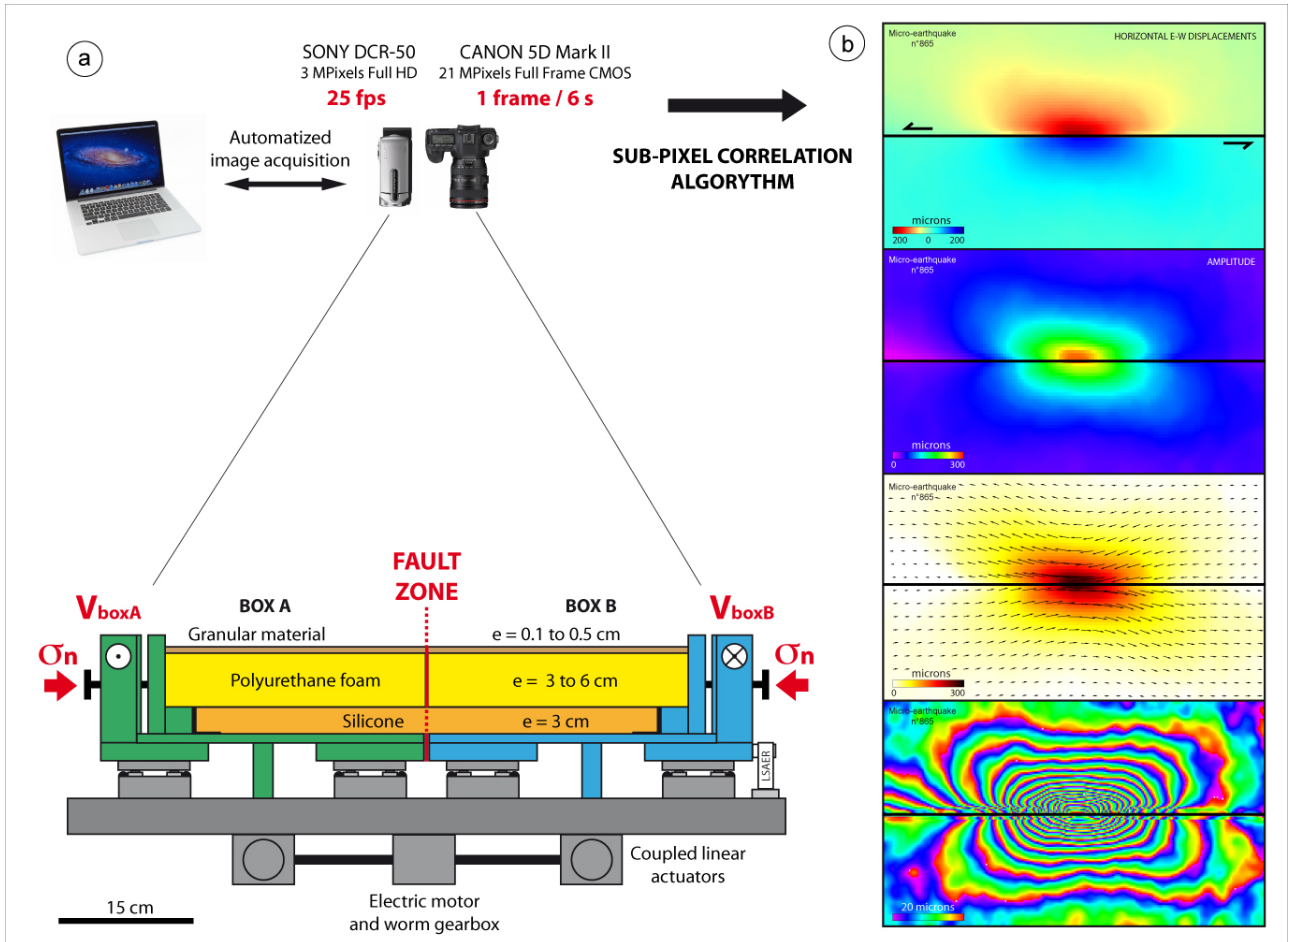 a
SONY DCR-50
3 MPixels Full HD
25 fps
CANON 5D Mark II
21 MPixels Full Frame CMOS
1 frame / 6 s
Automatized
image acquisition
SUB-PIXEL CORRELATION
ALGORYTHM
FAULT
ZONE
VboxA
BOX A
BOX B
VboxB
Granular material
e = 0.1 to 0.5 cm
σn
σn
Polyurethane foam
e = 3 to 6 cm
Silicone
e = 3 cm
LSAER
Coupled linear
actuators
Electric motor
and worm gearbox
15 cm
b
Micro-earthquake
n°865
HORIZONTAL E-W DISPLACEMENTS
microns
200 0 200
Micro-earthquake
n°865
AMPLITUDE
microns
0 300
Micro-earthquake
n°865
microns
0 300
Micro-earthquake
n°865
20 microns